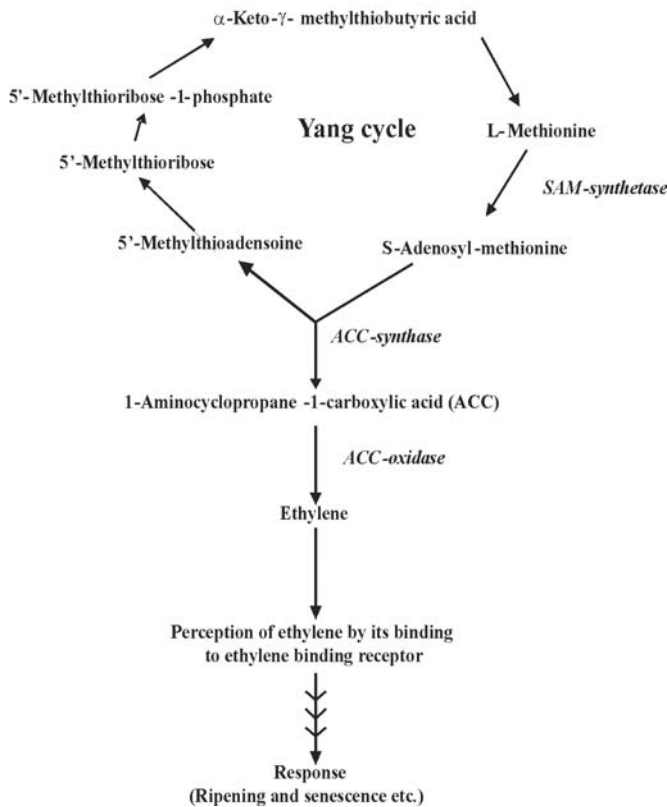 α-Keto-γ- methylthiobutyric acid
5’-Methylthioribose -1-phosphate
Yang cycle
L-Methionine
5’-Methylthioribose
SAM-synthetase
5’-Methylthioadensoine
S-Adenosyl-methionine
ACC-synthase
1-Aminocyclopropane -1-carboxylic acid (ACC)
ACC-oxidase
Ethylene
Perception of ethylene by its binding
to ethylene binding receptor
Response
(Ripening and senescence etc.)